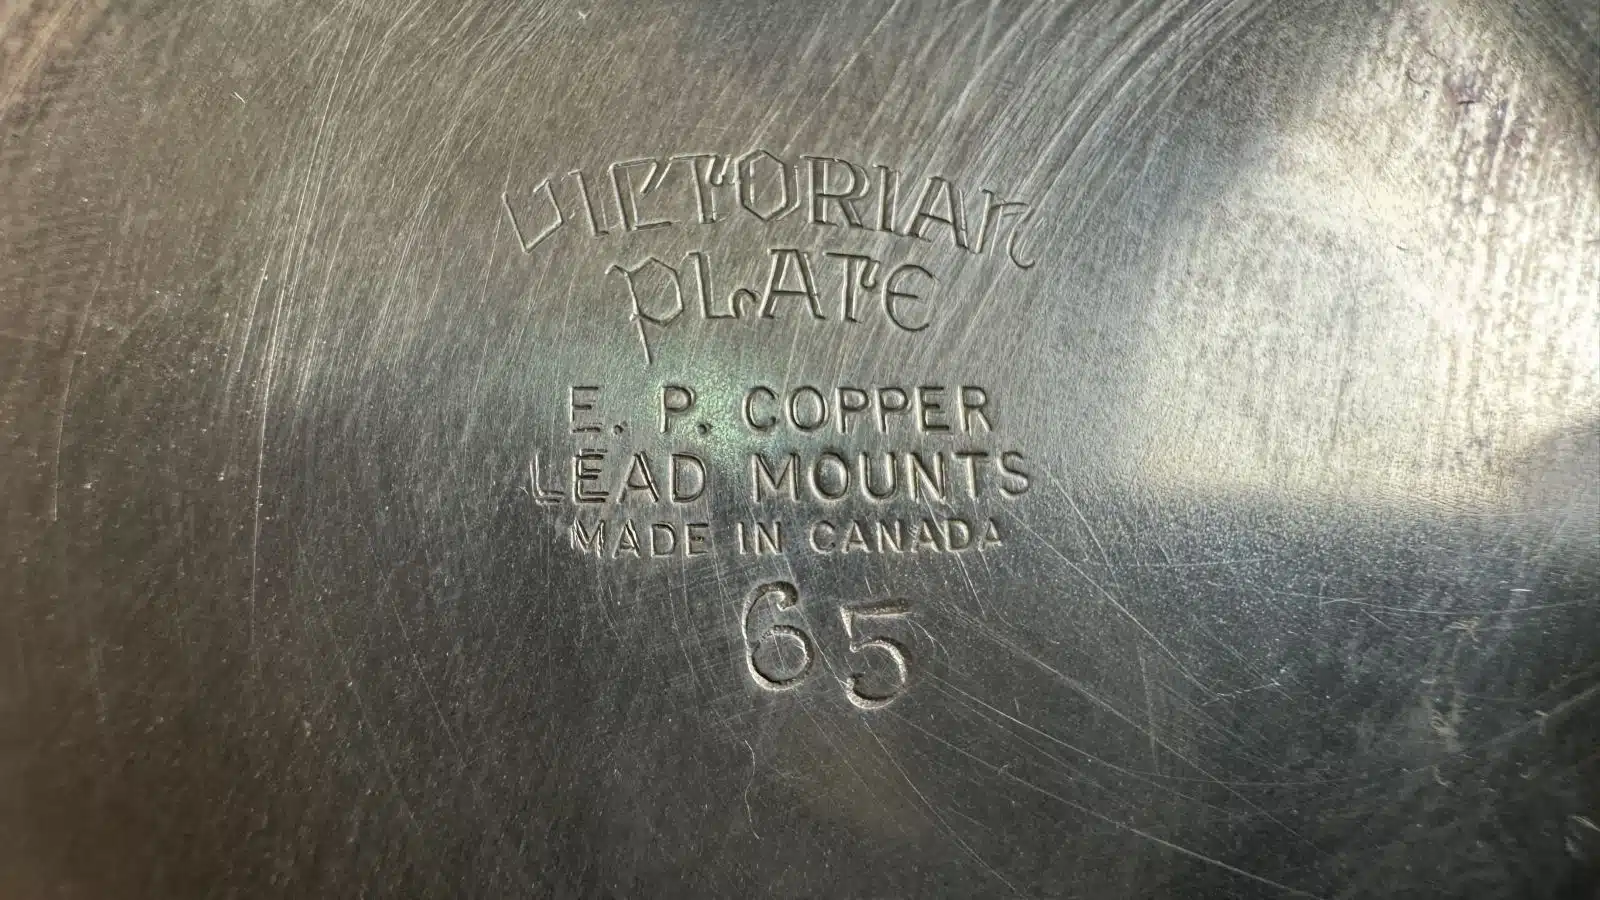 VICTORIAN
PLATE
E. P. COPPER
LEAD MOUNTS
MADE IN CANADA
65